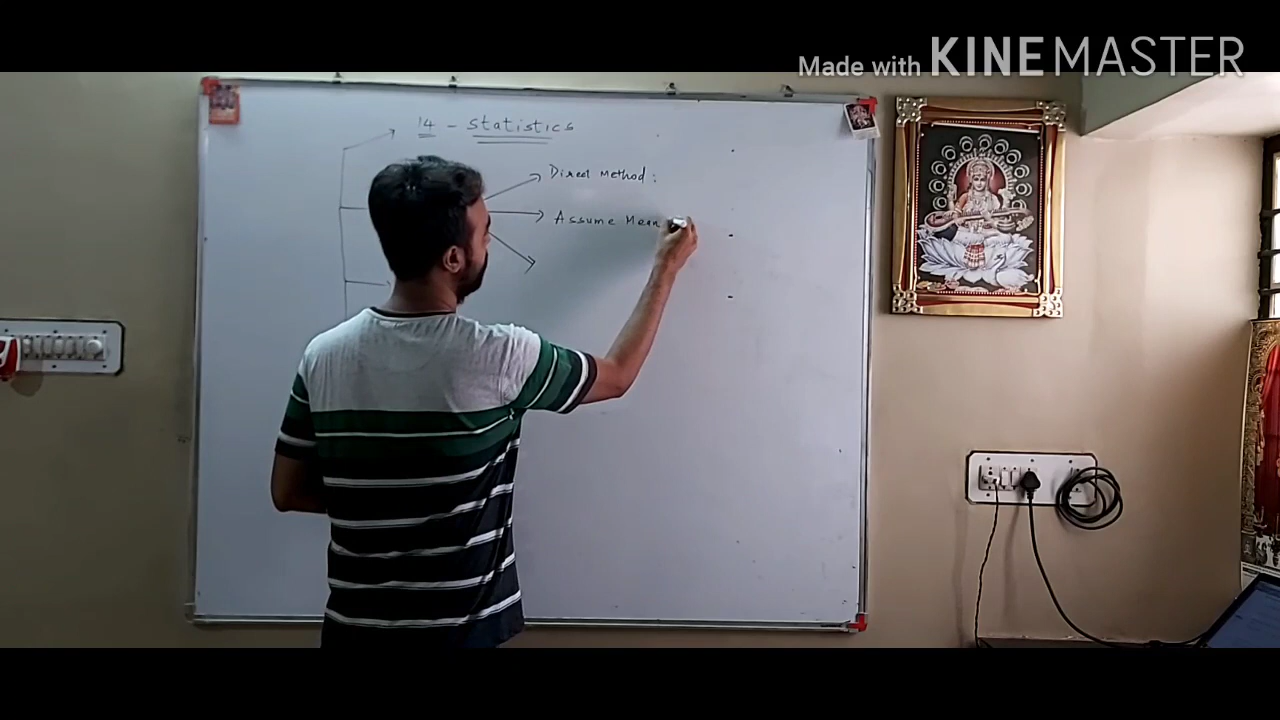 Made with KINEMASTER
14 - Statistics
Direct Method :
Assume Mean